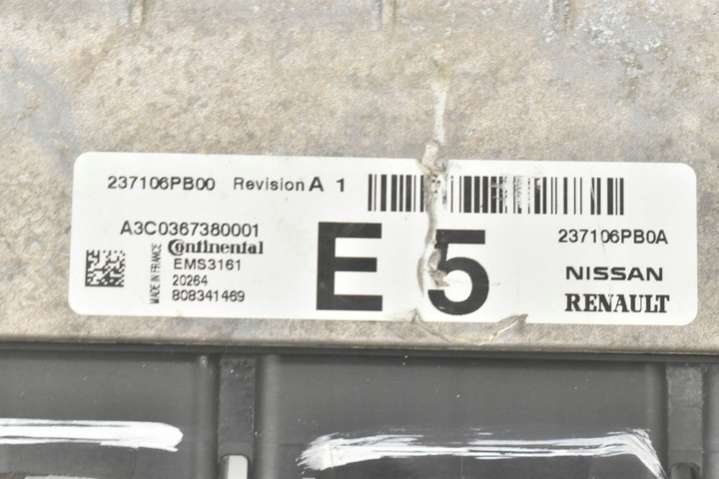 237106PB00 Revision A 1
A3C0367380001
Continental
EMS3161
20264
808341469
MADE IN FRANCE
E 5
237106PB0A
NISSAN
RENAULT